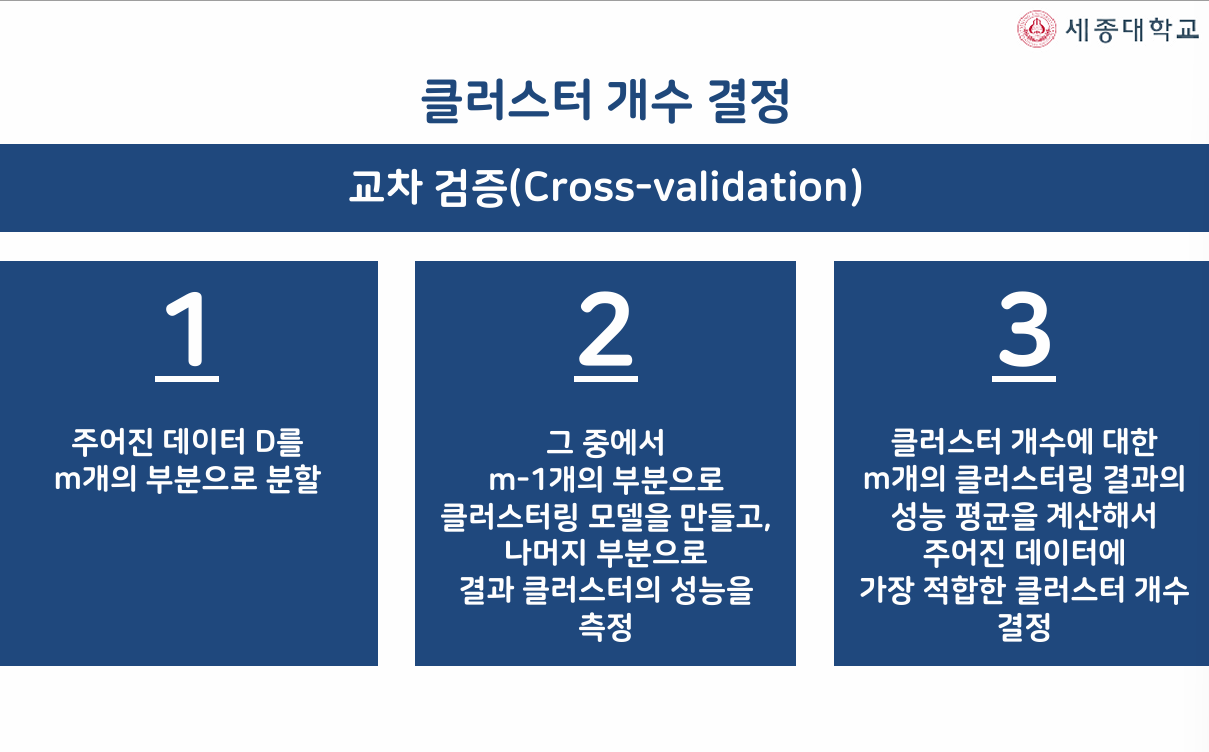 세종대학교
클러스터 개수 결정
교차 검증(Cross-validation)
1
주어진 데이터 D를
m개의 부분으로 분할
2
그 중에서
m-1개의 부분으로
클러스터링 모델을 만들고,
나머지 부분으로
결과 클러스터의 성능을
측정
3
클러스터 개수에 대한
m개의 클러스터링 결과의
성능 평균을 계산해서
주어진 데이터에
가장 적합한 클러스터 개수
결정